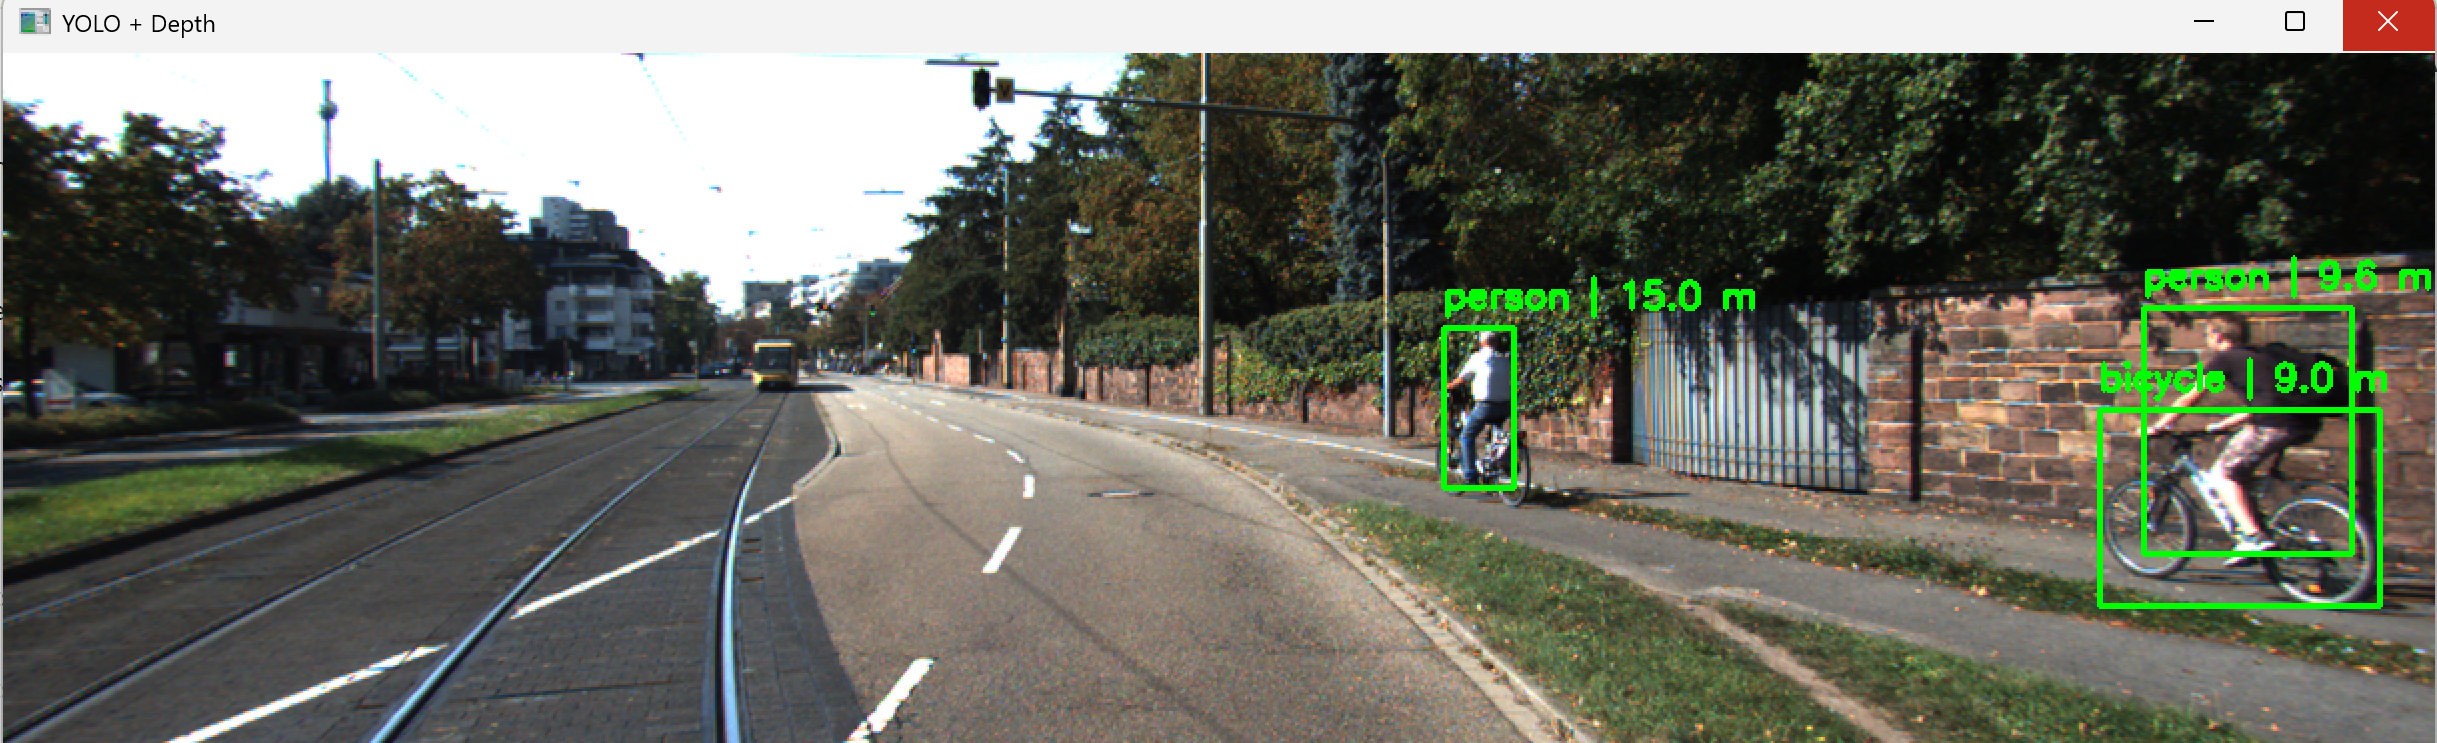 YOLO + Depth
person | 15.0 m
person | 9.6 m
bicycle | 9.0 m